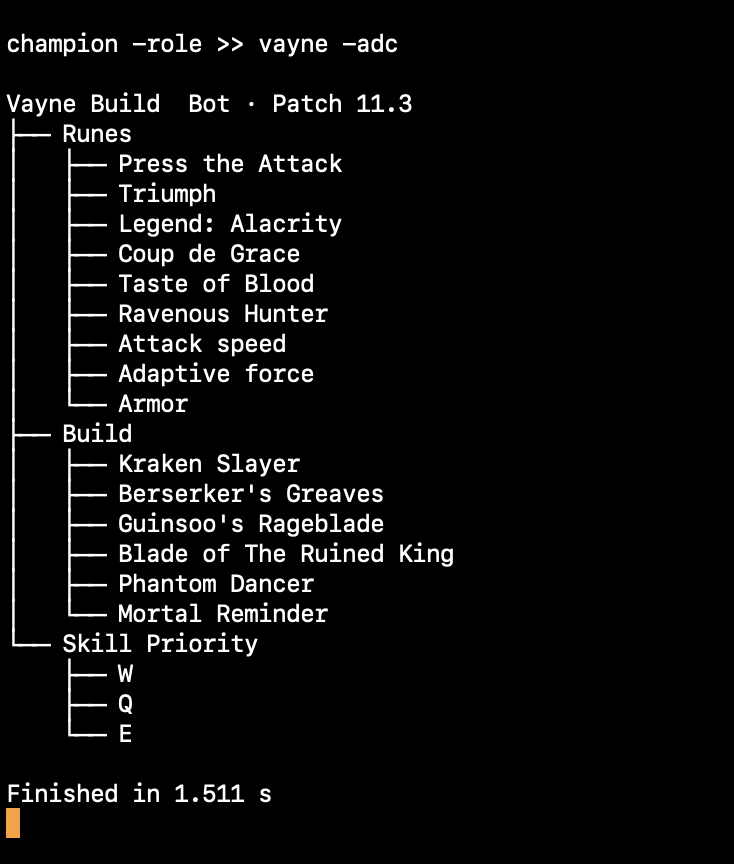 champion -role >> vayne -adc
Vayne Build  Bot · Patch 11.3
├── Runes
│   ├── Press the Attack
│   ├── Triumph
│   ├── Legend: Alacrity
│   ├── Coup de Grace
│   ├── Taste of Blood
│   ├── Ravenous Hunter
│   ├── Attack speed
│   ├── Adaptive force
│   └── Armor
├── Build
│   ├── Kraken Slayer
│   ├── Berserker's Greaves
│   ├── Guinsoo's Rageblade
│   ├── Blade of The Ruined King
│   ├── Phantom Dancer
│   └── Mortal Reminder
└── Skill Priority
    ├── W
    ├── Q
    └── E
Finished in 1.511 s